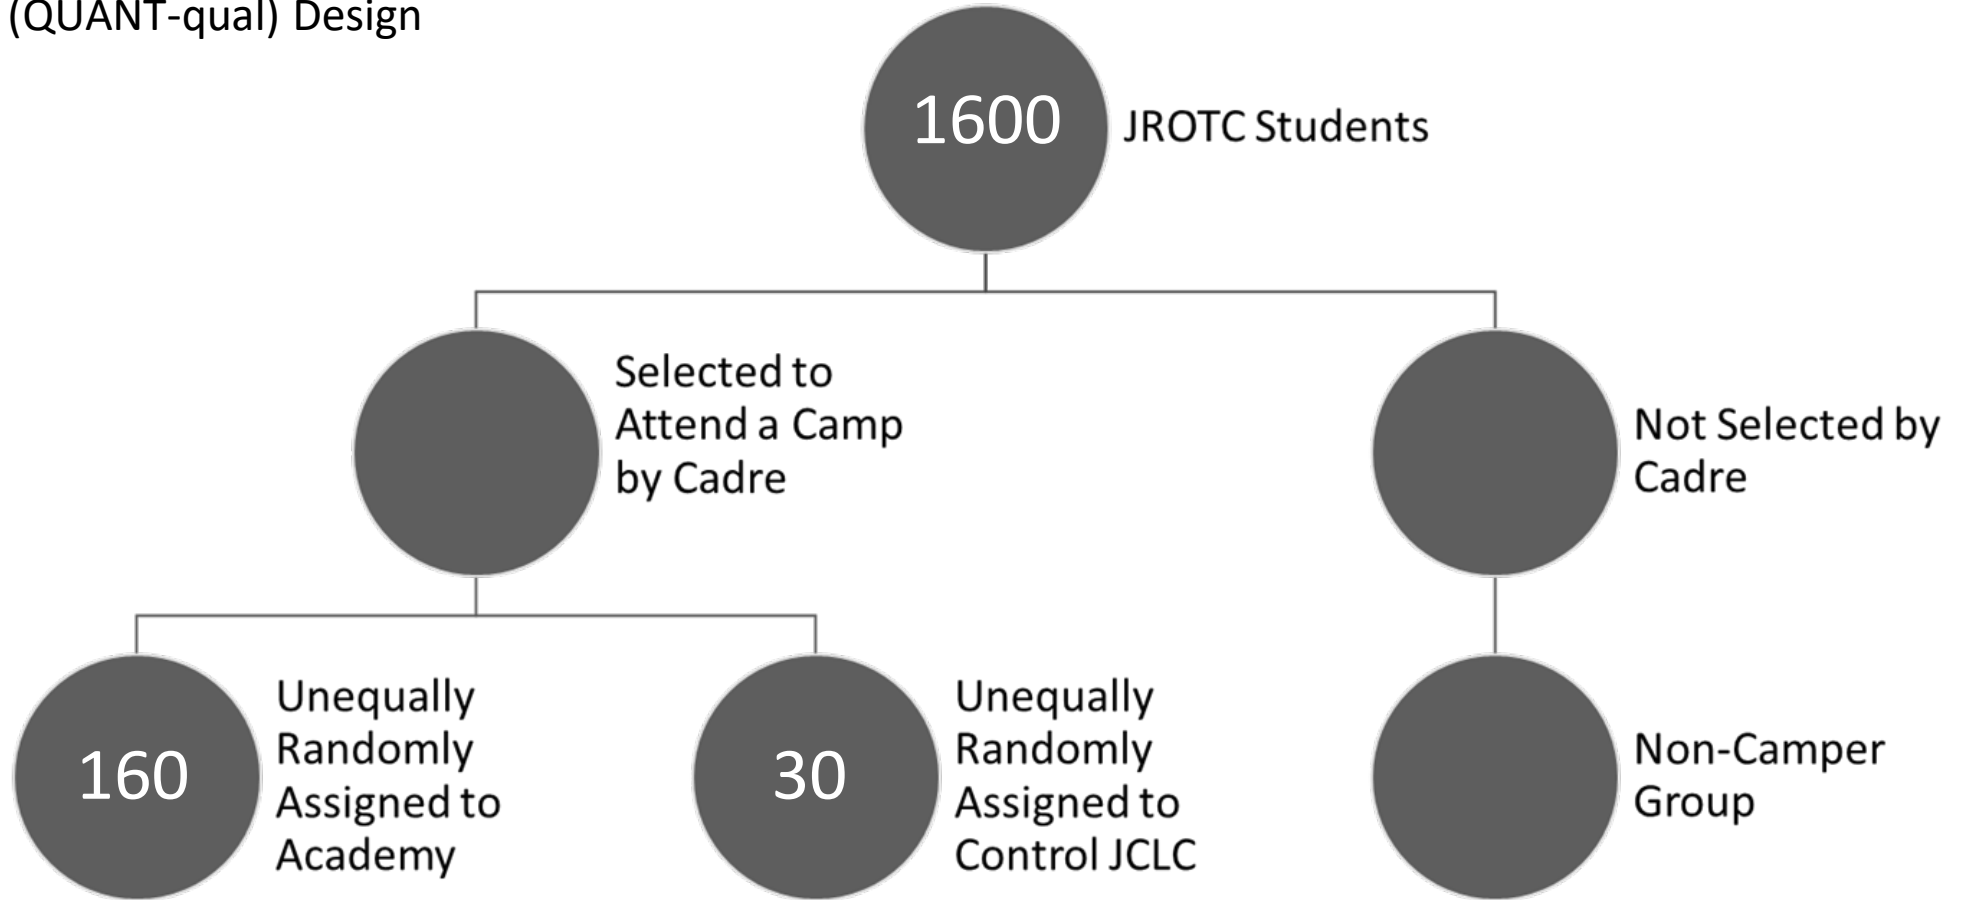 (QUANT-qual) Design
1600
JROTC Students
Selected to
Attend a Camp
by Cadre
Not Selected by
Cadre
160
Unequally
Randomly
Assigned to
Academy
30
Unequally
Randomly
Assigned to
Control JCLC
Non-Camper
Group